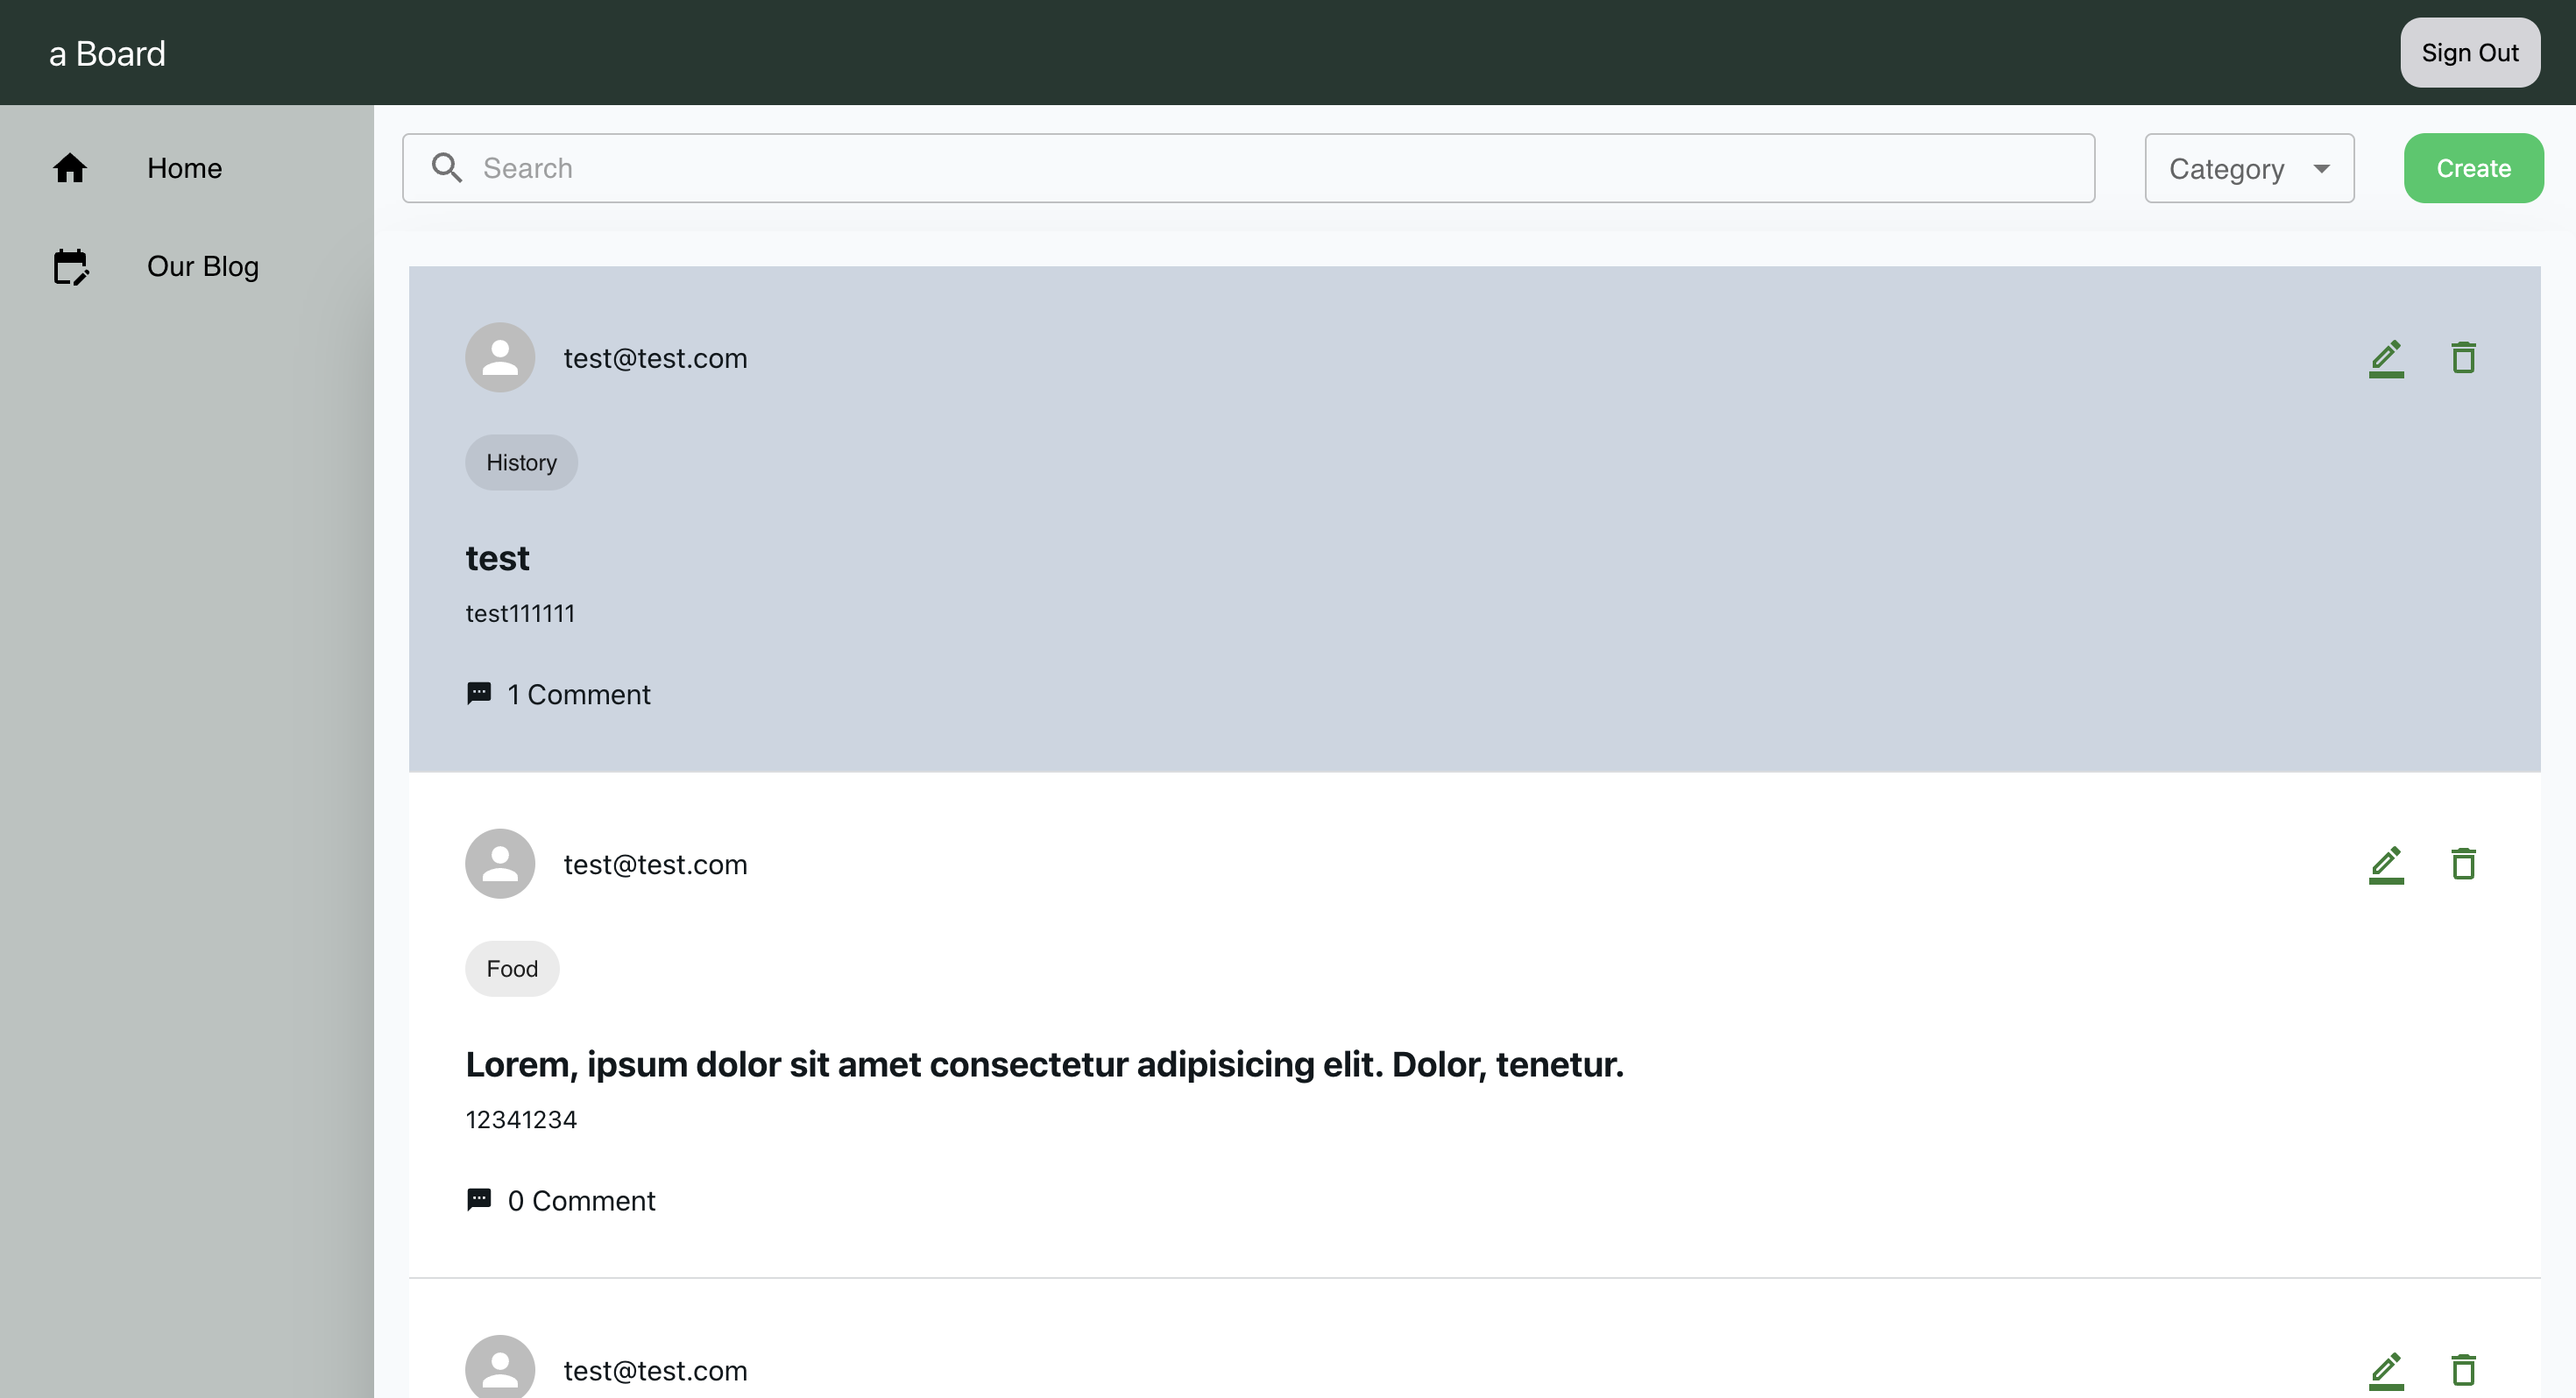 a Board
Sign Out
Home
Our Blog
Search
Category
Create
test@test.com
History
test
test111111
1 Comment
test@test.com
Food
Lorem, ipsum dolor sit amet consectetur adipisicing elit. Dolor, tenetur.
12341234
0 Comment
test@test.com